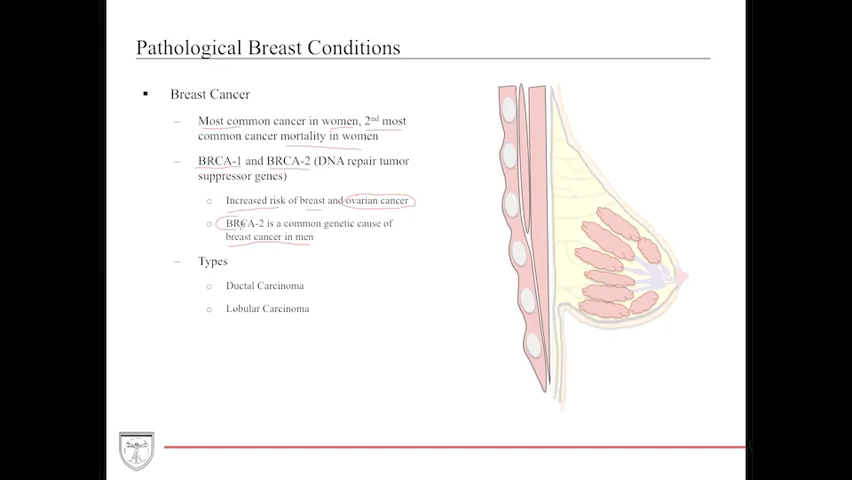 Pathological Breast Conditions
▪ Breast Cancer
– Most common cancer in women, 2nd most
common cancer mortality in women
– BRCA-1 and BRCA-2 (DNA repair tumor
suppressor genes)
o Increased risk of breast and ovarian cancer
o BRCA-2 is a common genetic cause of
breast cancer in men
– Types
o Ductal Carcinoma
o Lobular Carcinoma